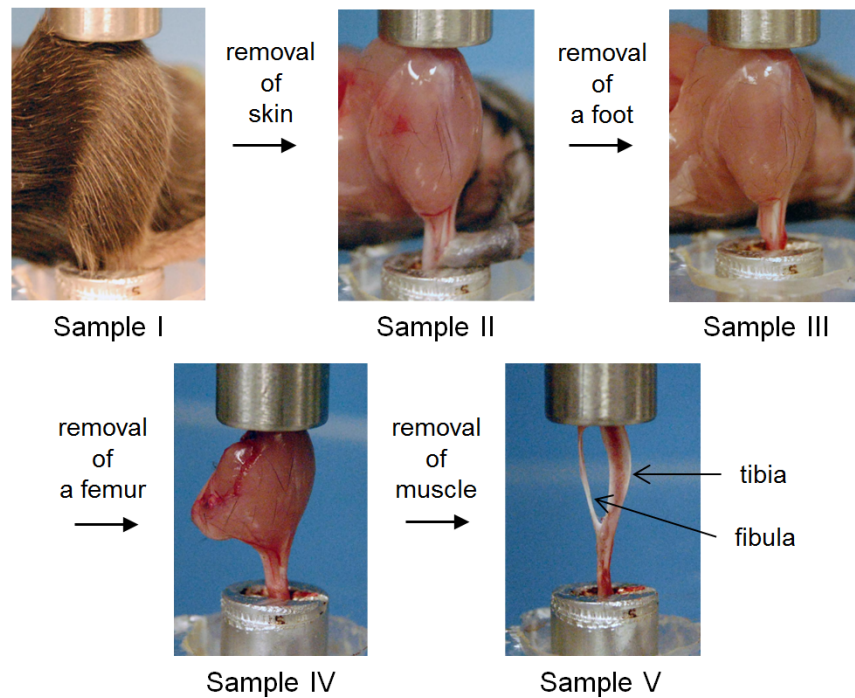 removal
of
skin
removal
of
a foot
Sample I
Sample II
Sample III
removal
of
a femur
removal
of
muscle
tibia
fibula
Sample IV
Sample V
S
S
S
S